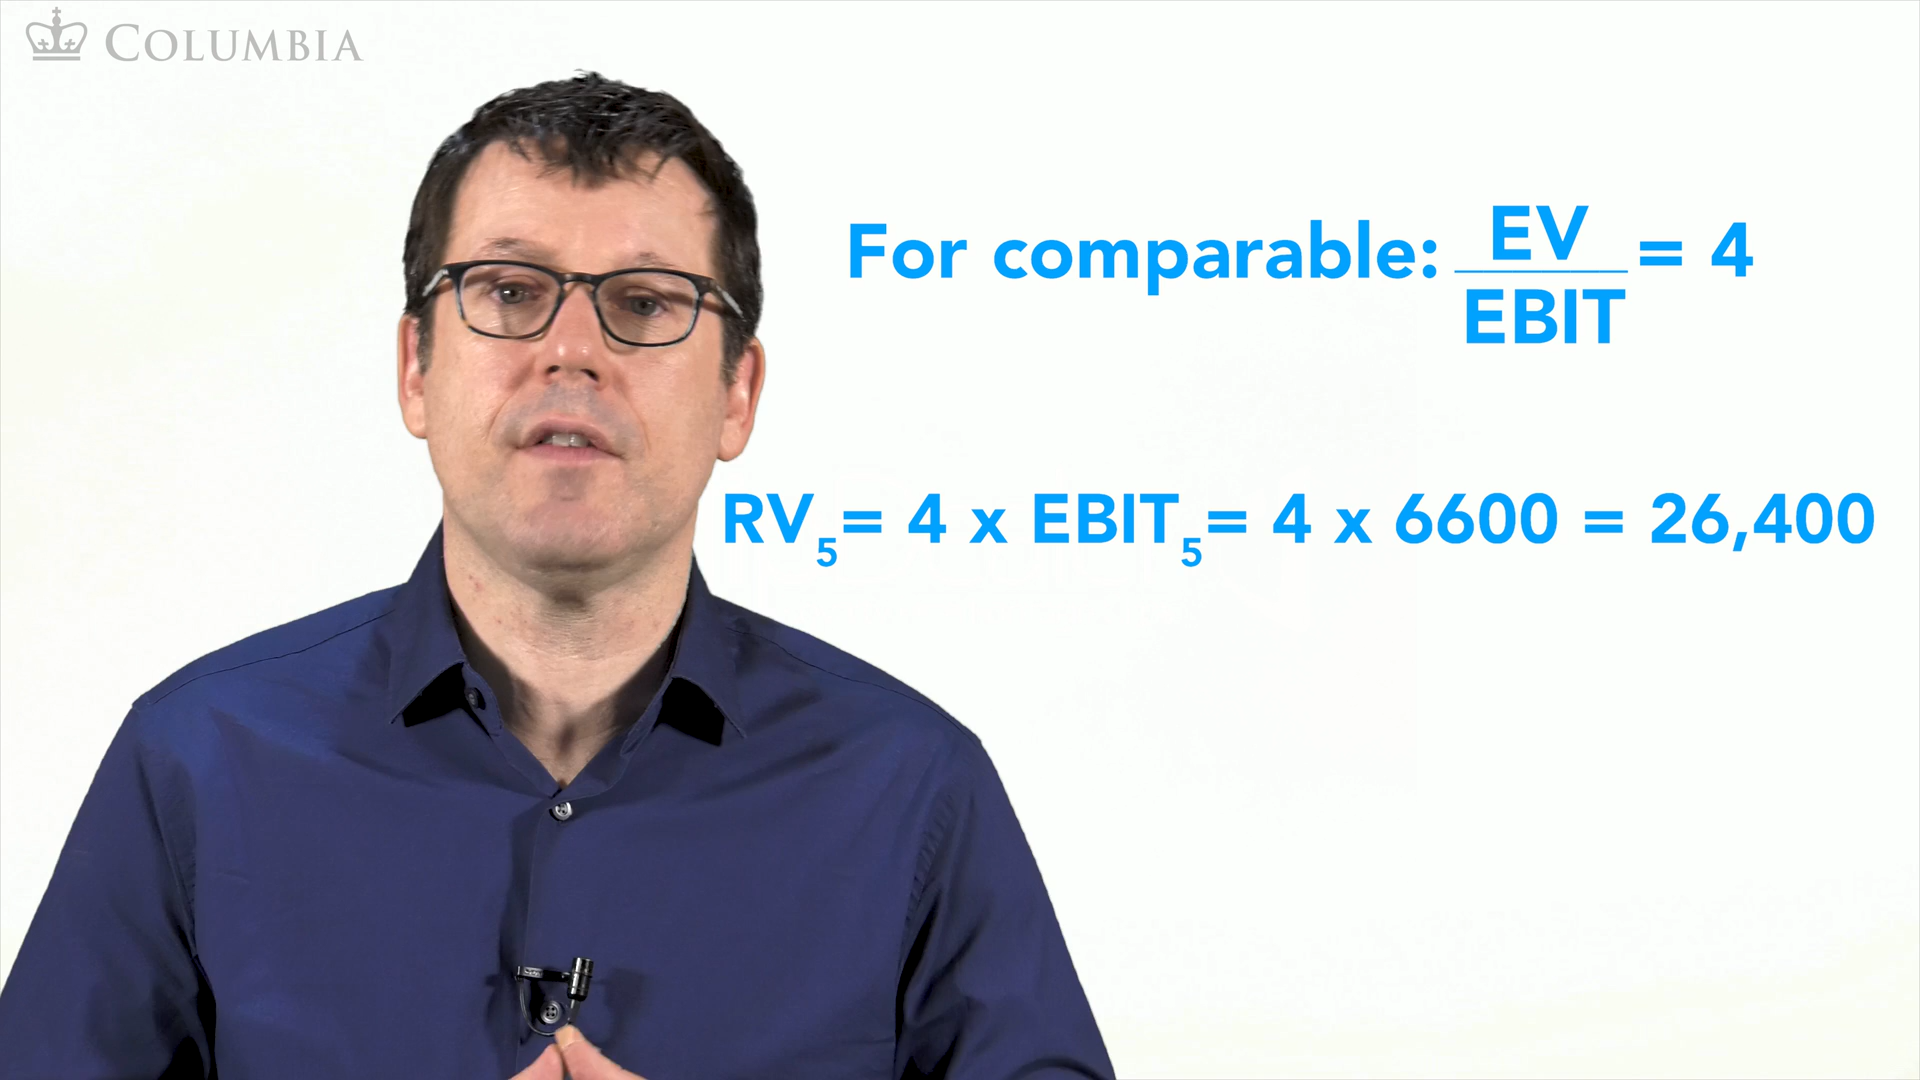 COLUMBIA
For comparable: EV/EBIT = 4
RV₅ = 4 x EBIT₅ = 4 x 6600 = 26,400